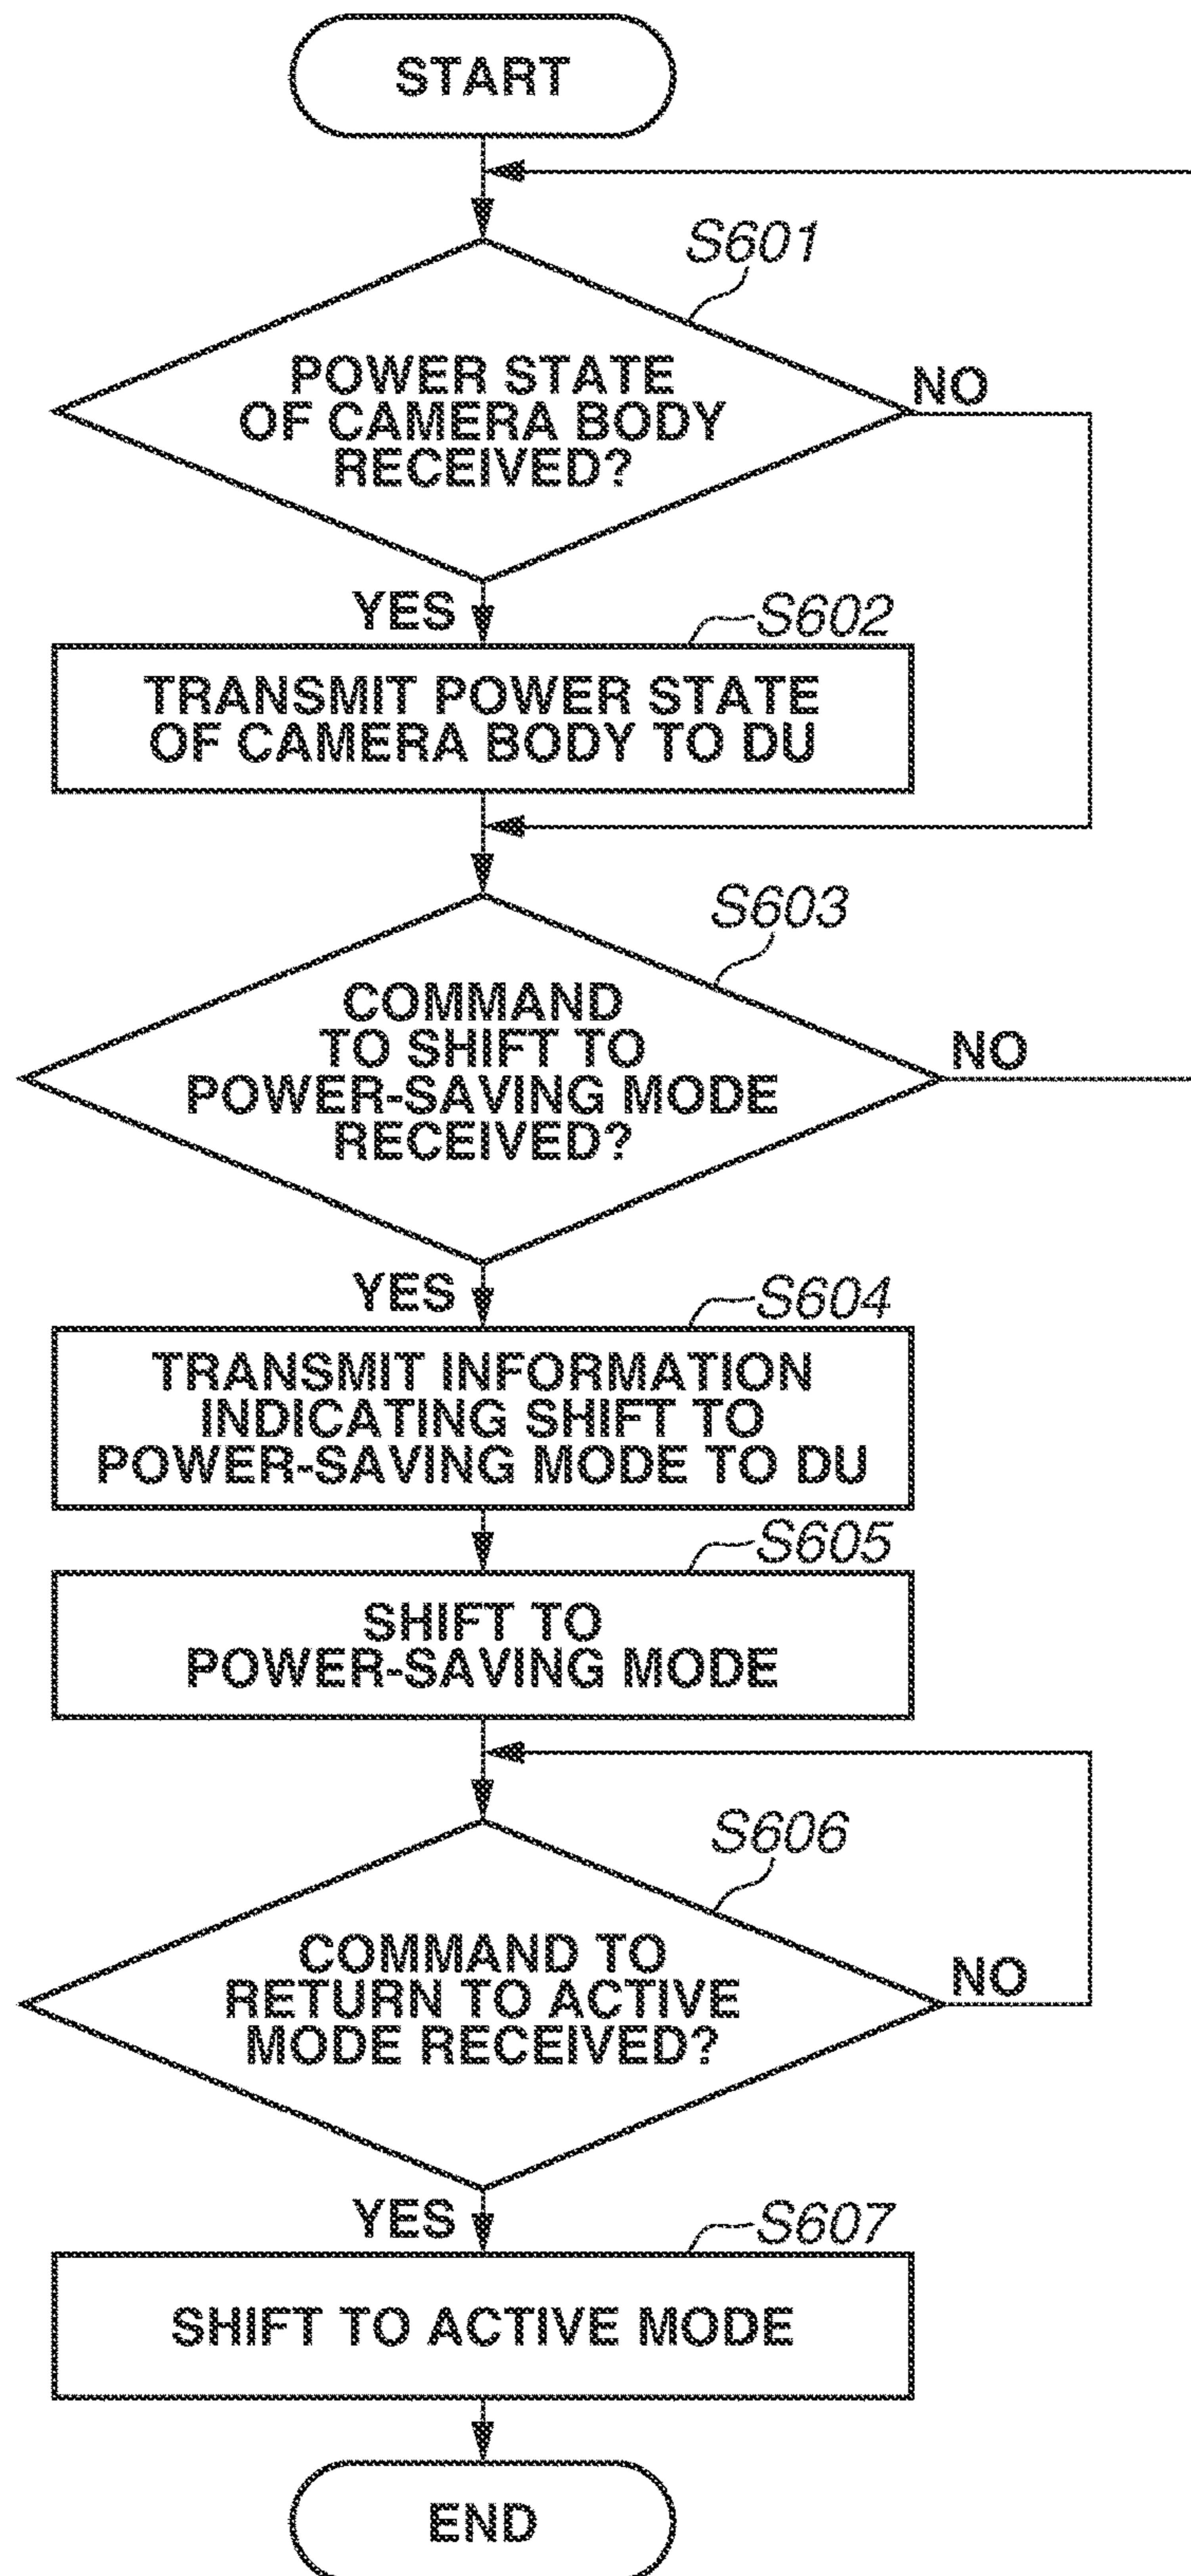 START
S601
POWER STATE
OF CAMERA BODY
RECEIVED?
NO
YES
S602
TRANSMIT POWER STATE
OF CAMERA BODY TO DU
S603
COMMAND
TO SHIFT TO
POWER-SAVING MODE
RECEIVED?
NO
YES
S604
TRANSMIT INFORMATION
INDICATING SHIFT TO
POWER-SAVING MODE TO DU
S605
SHIFT TO
POWER-SAVING MODE
S606
COMMAND TO
RETURN TO ACTIVE
MODE RECEIVED?
NO
YES
S607
SHIFT TO ACTIVE MODE
END